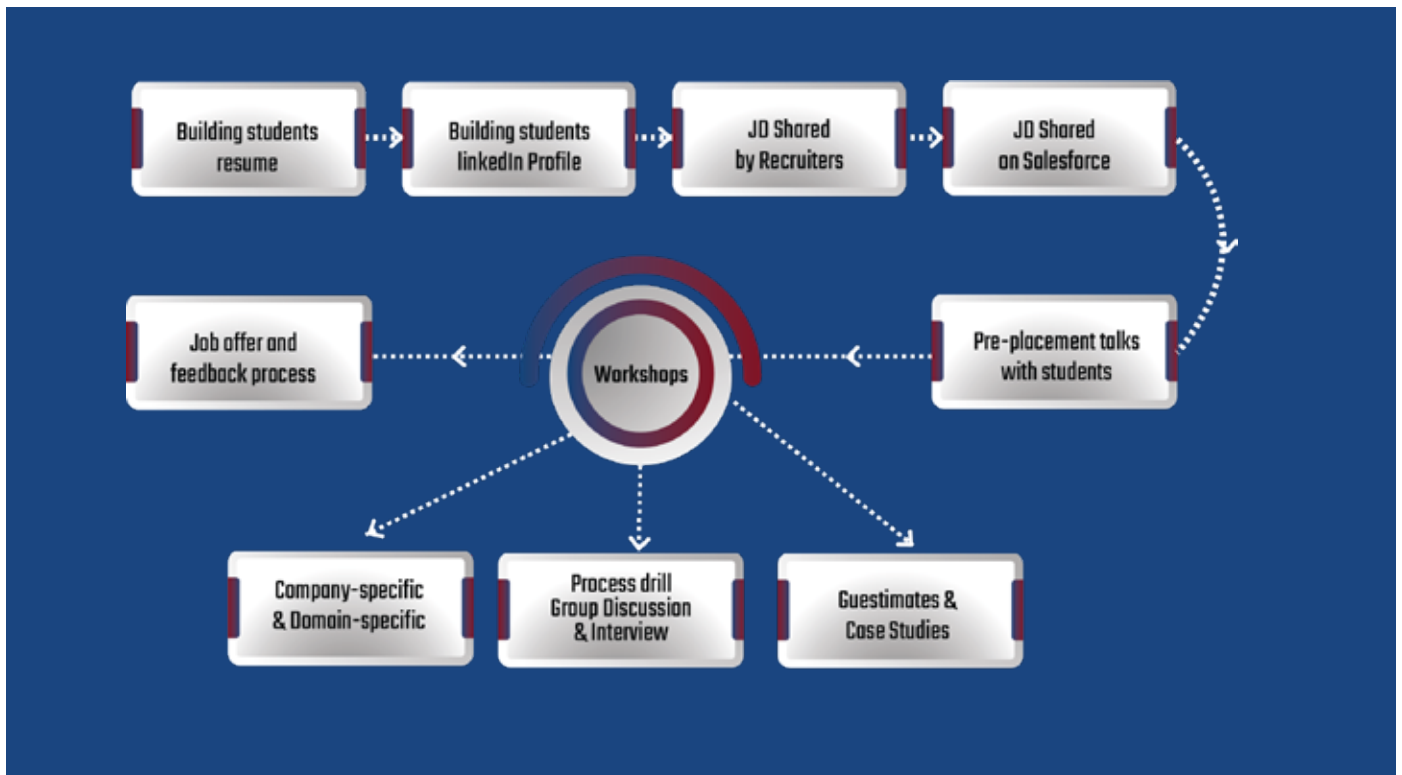 Building students
resume
Building students
linkedIn Profile
JD Shared
by Recruiters
JD Shared
on Salesforce
Pre-placement talks
with students
Workshops
Job offer and
feedback process
Company-specific
& Domain-specific
Process drill
Group Discussion
& Interview
Guestimates &
Case Studies